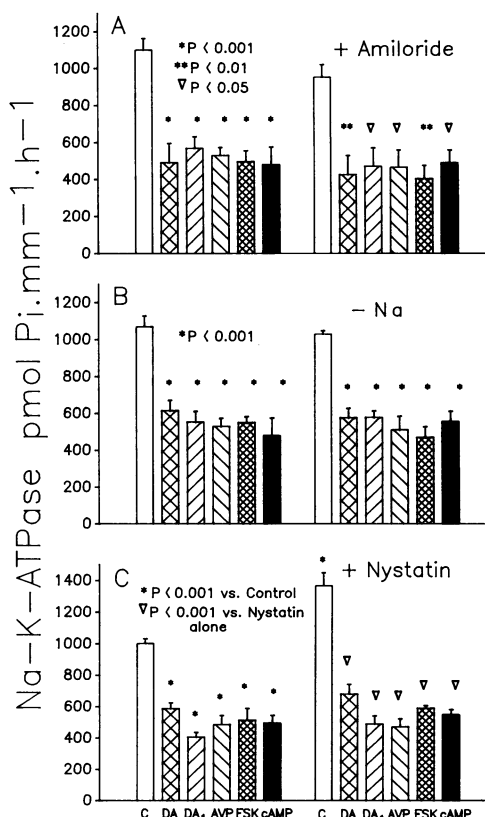 Na-K-ATPase pmol Pi.mm-1.h-1
A
*P < 0.001
**P < 0.01
∇P < 0.05
+ Amiloride
1200
1000
800
600
400
200
0
* * * * *
** ∇ ∇ ** ∇
B
*P < 0.001
- Na
1200
1000
800
600
400
200
0
* * * * *
* * * * *
C
*P < 0.001 vs. Control
∇P < 0.001 vs. Nystatin
alone
+ Nystatin
1400
1200
1000
800
600
400
200
0
* * * * *
* ∇ ∇ ∇ ∇ ∇
C DA DA₁ AVP FSK cAMP
C DA DA₁ AVP FSK cAMP